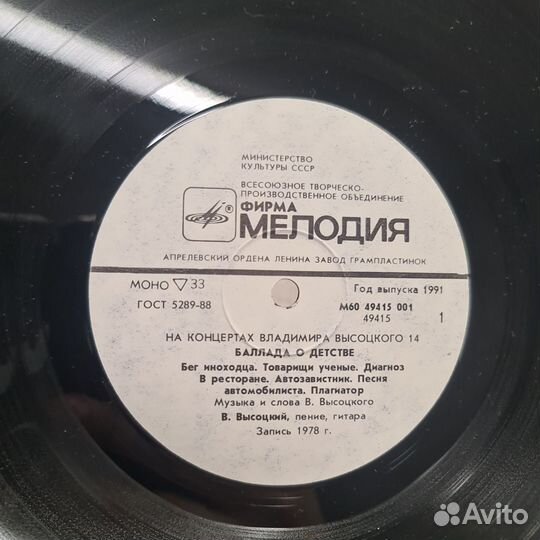 МИНИСТЕРСТВО
КУЛЬТУРЫ СССР
ВСЕСОЮЗНОЕ ТВОРЧЕСКО-
ПРОИЗВОДСТВЕННОЕ ОБЪЕДИНЕНИЕ
® ФИРМА
МЕЛОДИЯ
АПРЕЛЕВСКИЙ ОРДЕНА ЛЕНИНА ЗАВОД ГРАМПЛАСТИНОК
МОНО ▽ 33
Год выпуска 1991
ГОСТ 5289-88
М60 49415 001
49415
1
НА КОНЦЕРТАХ ВЛАДИМИРА ВЫСОЦКОГО 14
БАЛЛАДА О ДЕТСТВЕ
Бег иноходца. Товарищи ученые. Диагноз
В ресторане. Автозавистник. Песня
автомобилиста. Плагиатор
Музыка и слова В. Высоцкого
В. Высоцкий, пение, гитара
Запись 1978 г.
Avito